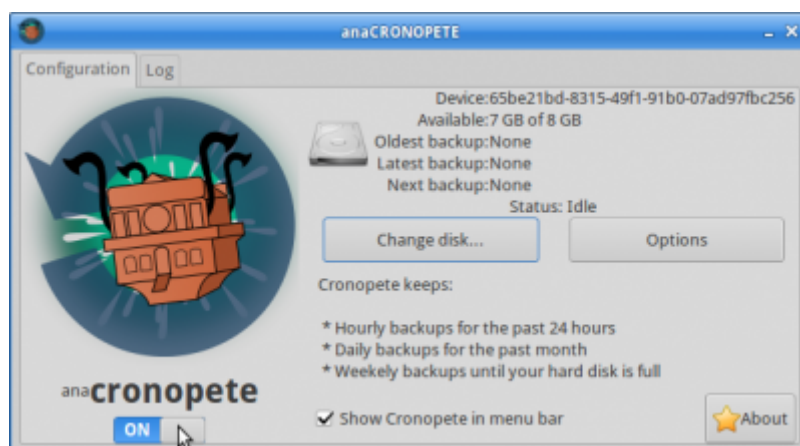 anaCRONOPETE
Configuration
Log
Device:65be21bd-8315-49f1-91b0-07ad97fbc256
Available:7 GB of 8 GB
Oldest backup:None
Latest backup:None
Next backup:None
Status: Idle
Change disk...
Options
Cronopete keeps:
* Hourly backups for the past 24 hours
* Daily backups for the past month
* Weekely backups until your hard disk is full
anacronopete
ON
Show Cronopete in menu bar
About